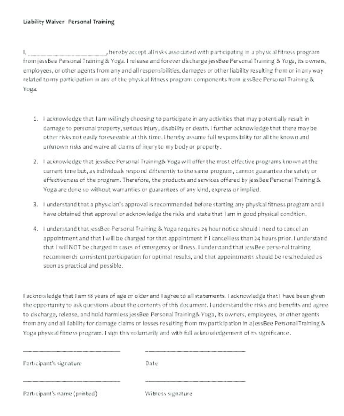 Liability Waiver Personal Training
I, ________________________, hereby accept all risks associated with participating in a physical fitness program
from jessBee Personal Training & Yoga. I release and forever discharge jessBee Personal Training & Yoga, its owners,
employees, or other agents from any and all responsibilities, damages or other liability resulting from or in any way
related to my participation in any of the physical fitness program components provided by jessBee Personal Training &
Yoga.
1. I acknowledge that I am willingly choosing to participate in any activities that may potentially result in
damage to personal property, serious injury, disability or death. I further acknowledge that there may be
other risks not easily foreseeable at this time. I hereby assume full responsibility for all the known and
unknown risks and waive all claims of injury to my body or property.
2. I acknowledge that jessBee Personal Training & Yoga will offer the most effective programs known at the
current time but, as individuals respond differently to the same program, cannot guarantee the safety or
effectiveness of the program. Therefore, the products and services offered by jessBee Personal Training &
Yoga are done so without warranties or guarantees of any kind, express or implied.
3. I understand that a physician's approval is recommended before starting any physical fitness program and I
have obtained that approval or acknowledge the risks and state that I am in good physical condition.
4. I understand that jessBee Personal Training & Yoga requires 24 hour notice should I need to cancel an
appointment and that I will be charged for that appointment if I cancel less than 24 hours prior. I understand
that I will NOT be charged in cases of emergency or illness. I understand that jessBee personal training
recommends consistent participation for optimal results, and that appointments should be rescheduled as
soon as practical and possible.
I acknowledge that I am 18 years of age or older and I agree to all statements. I acknowledge that I have been given
the opportunity to ask questions about the contents of this document. I understand the risks and benefits and agree
to discharge, release, and hold harmless jessBee Personal Training & Yoga, its owners, employees, or other agents
from any and all liability for damage claims or losses resulting from my participation in a jessBee Personal Training &
Yoga physical fitness program. I sign this voluntarily and with full acknowledgement of its significance.
Participant's signature Date
Participant's name (printed) Witness signature